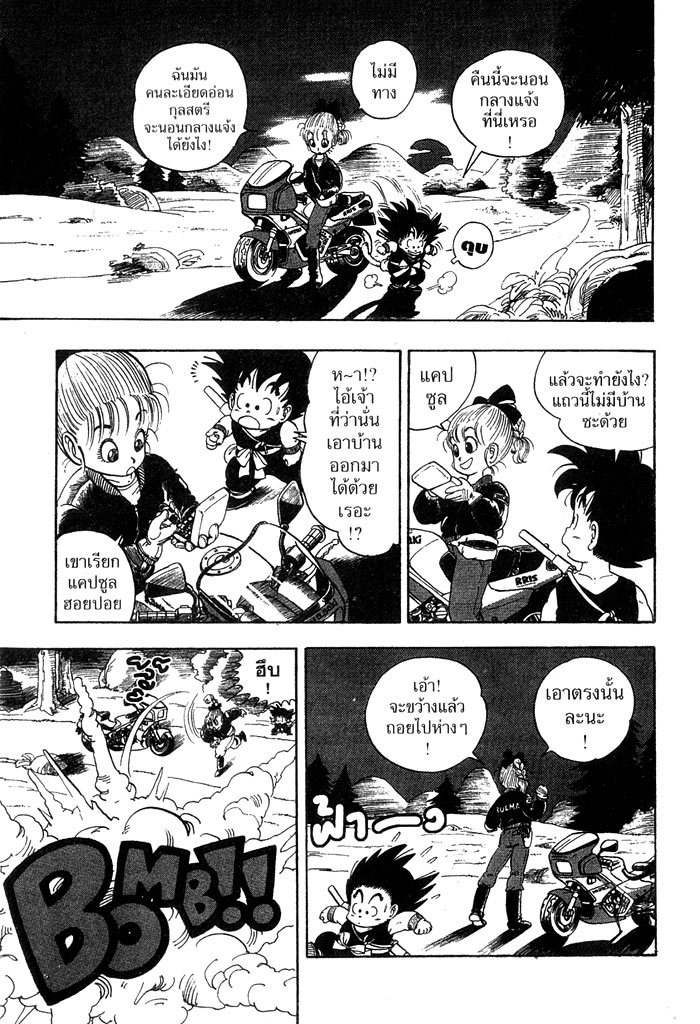 คืนนี้จะนอน
กลางแจ้ง
ที่นี่เหรอ
!
ไม่มี
ทาง
ฉันมัน
คนละเอียดอ่อน
กุลสตรี
จะนอนกลางแจ้ง
ได้ยังไง!
ตุบ
แล้วจะทำยังไง?
แถวนี้ไม่มีบ้าน
ซะด้วย
แคป
ซูล
RR15
ห~า!?
ไอ้เจ้า
ที่ว่านั่น
เอาบ้าน
ออกมา
ได้ด้วย
เรอะ
!?
เขาเรียก
แคปซูล
ฮอยปอย
เอาตรงนั้น
ละนะ
!
เอ้า!
จะขว้างแล้ว
ถอยไปห่างๆ
!
BULMA
ฟ้าーว
ฮึบ
!
BOMB!!